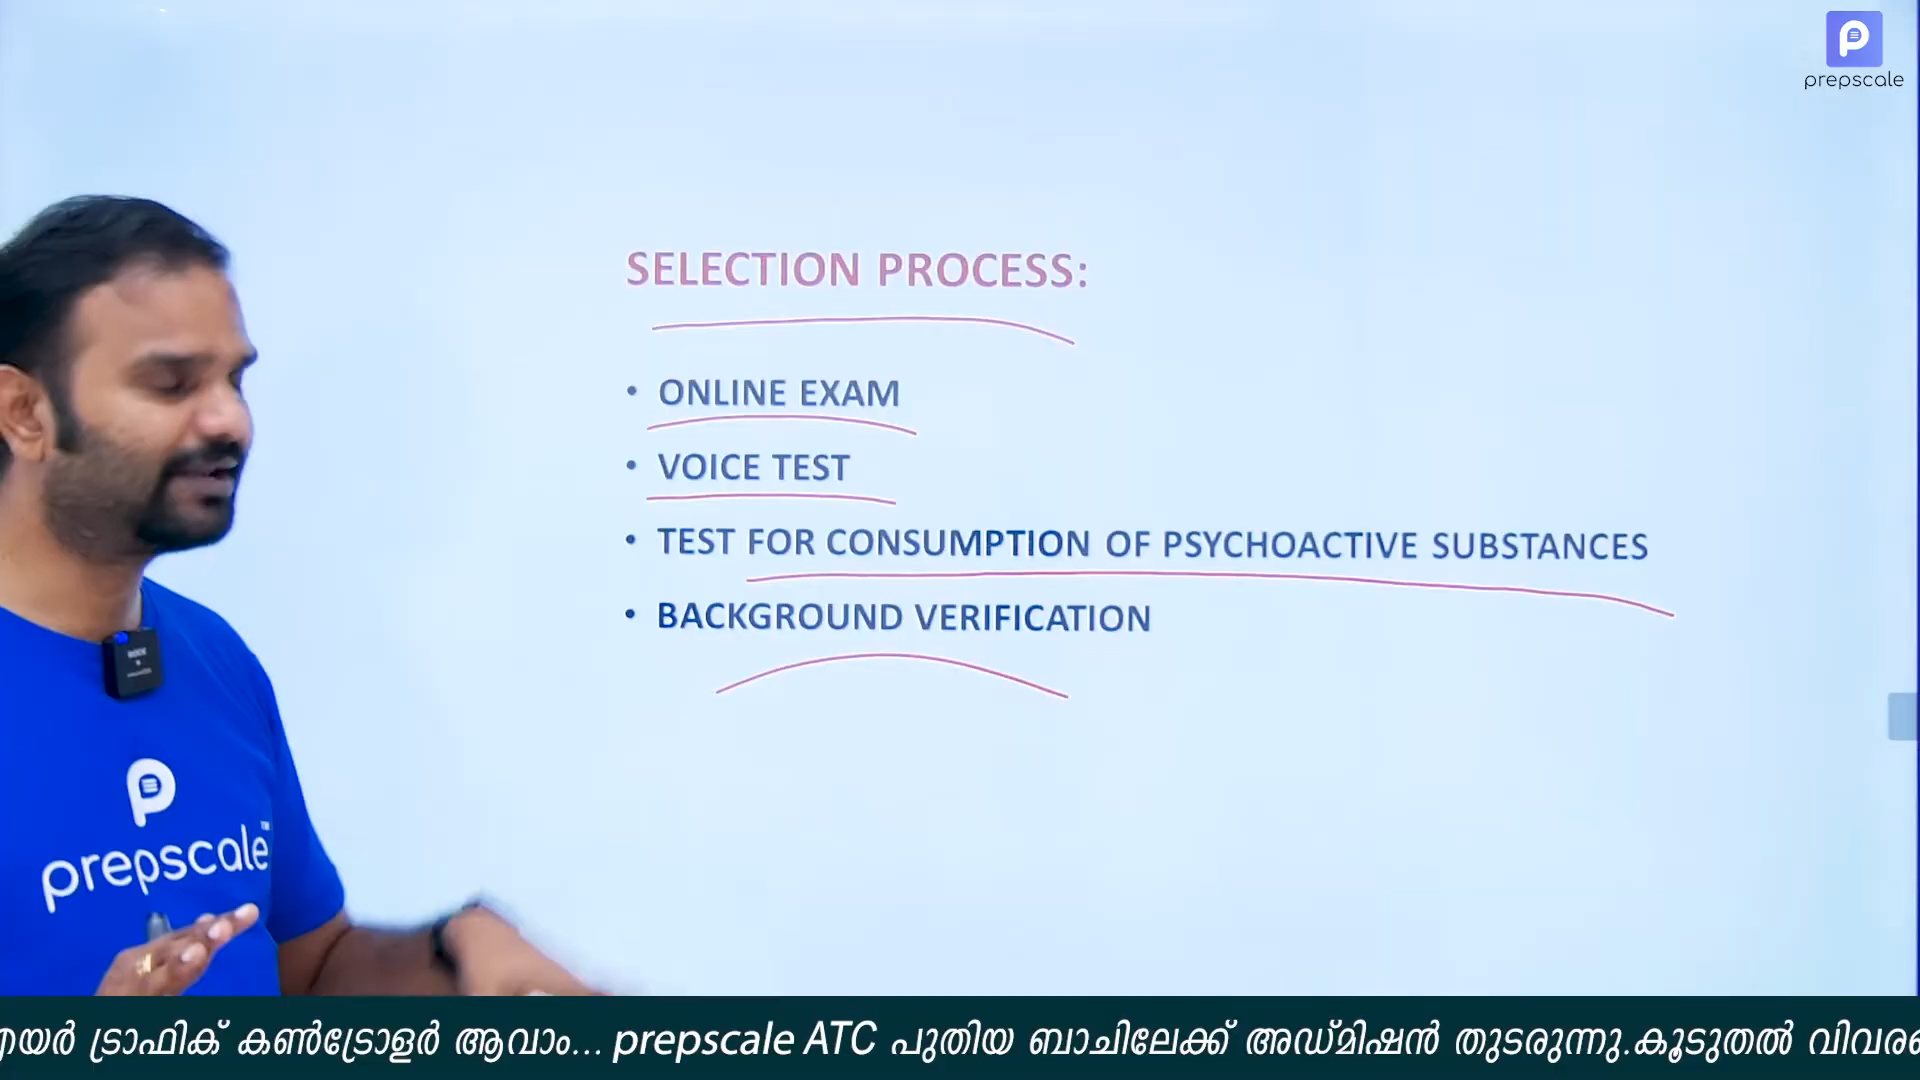 prepscale
SELECTION PROCESS:
• ONLINE EXAM
• VOICE TEST
• TEST FOR CONSUMPTION OF PSYCHOACTIVE SUBSTANCES
• BACKGROUND VERIFICATION
prepscale
എയർ ട്രാഫിക് കൺട്രോളർ ആവാം... prepscale ATC പുതിയ ബാചിലേക്ക് അഡ്മിഷൻ തുടരുന്നു.കൂടുതൽ